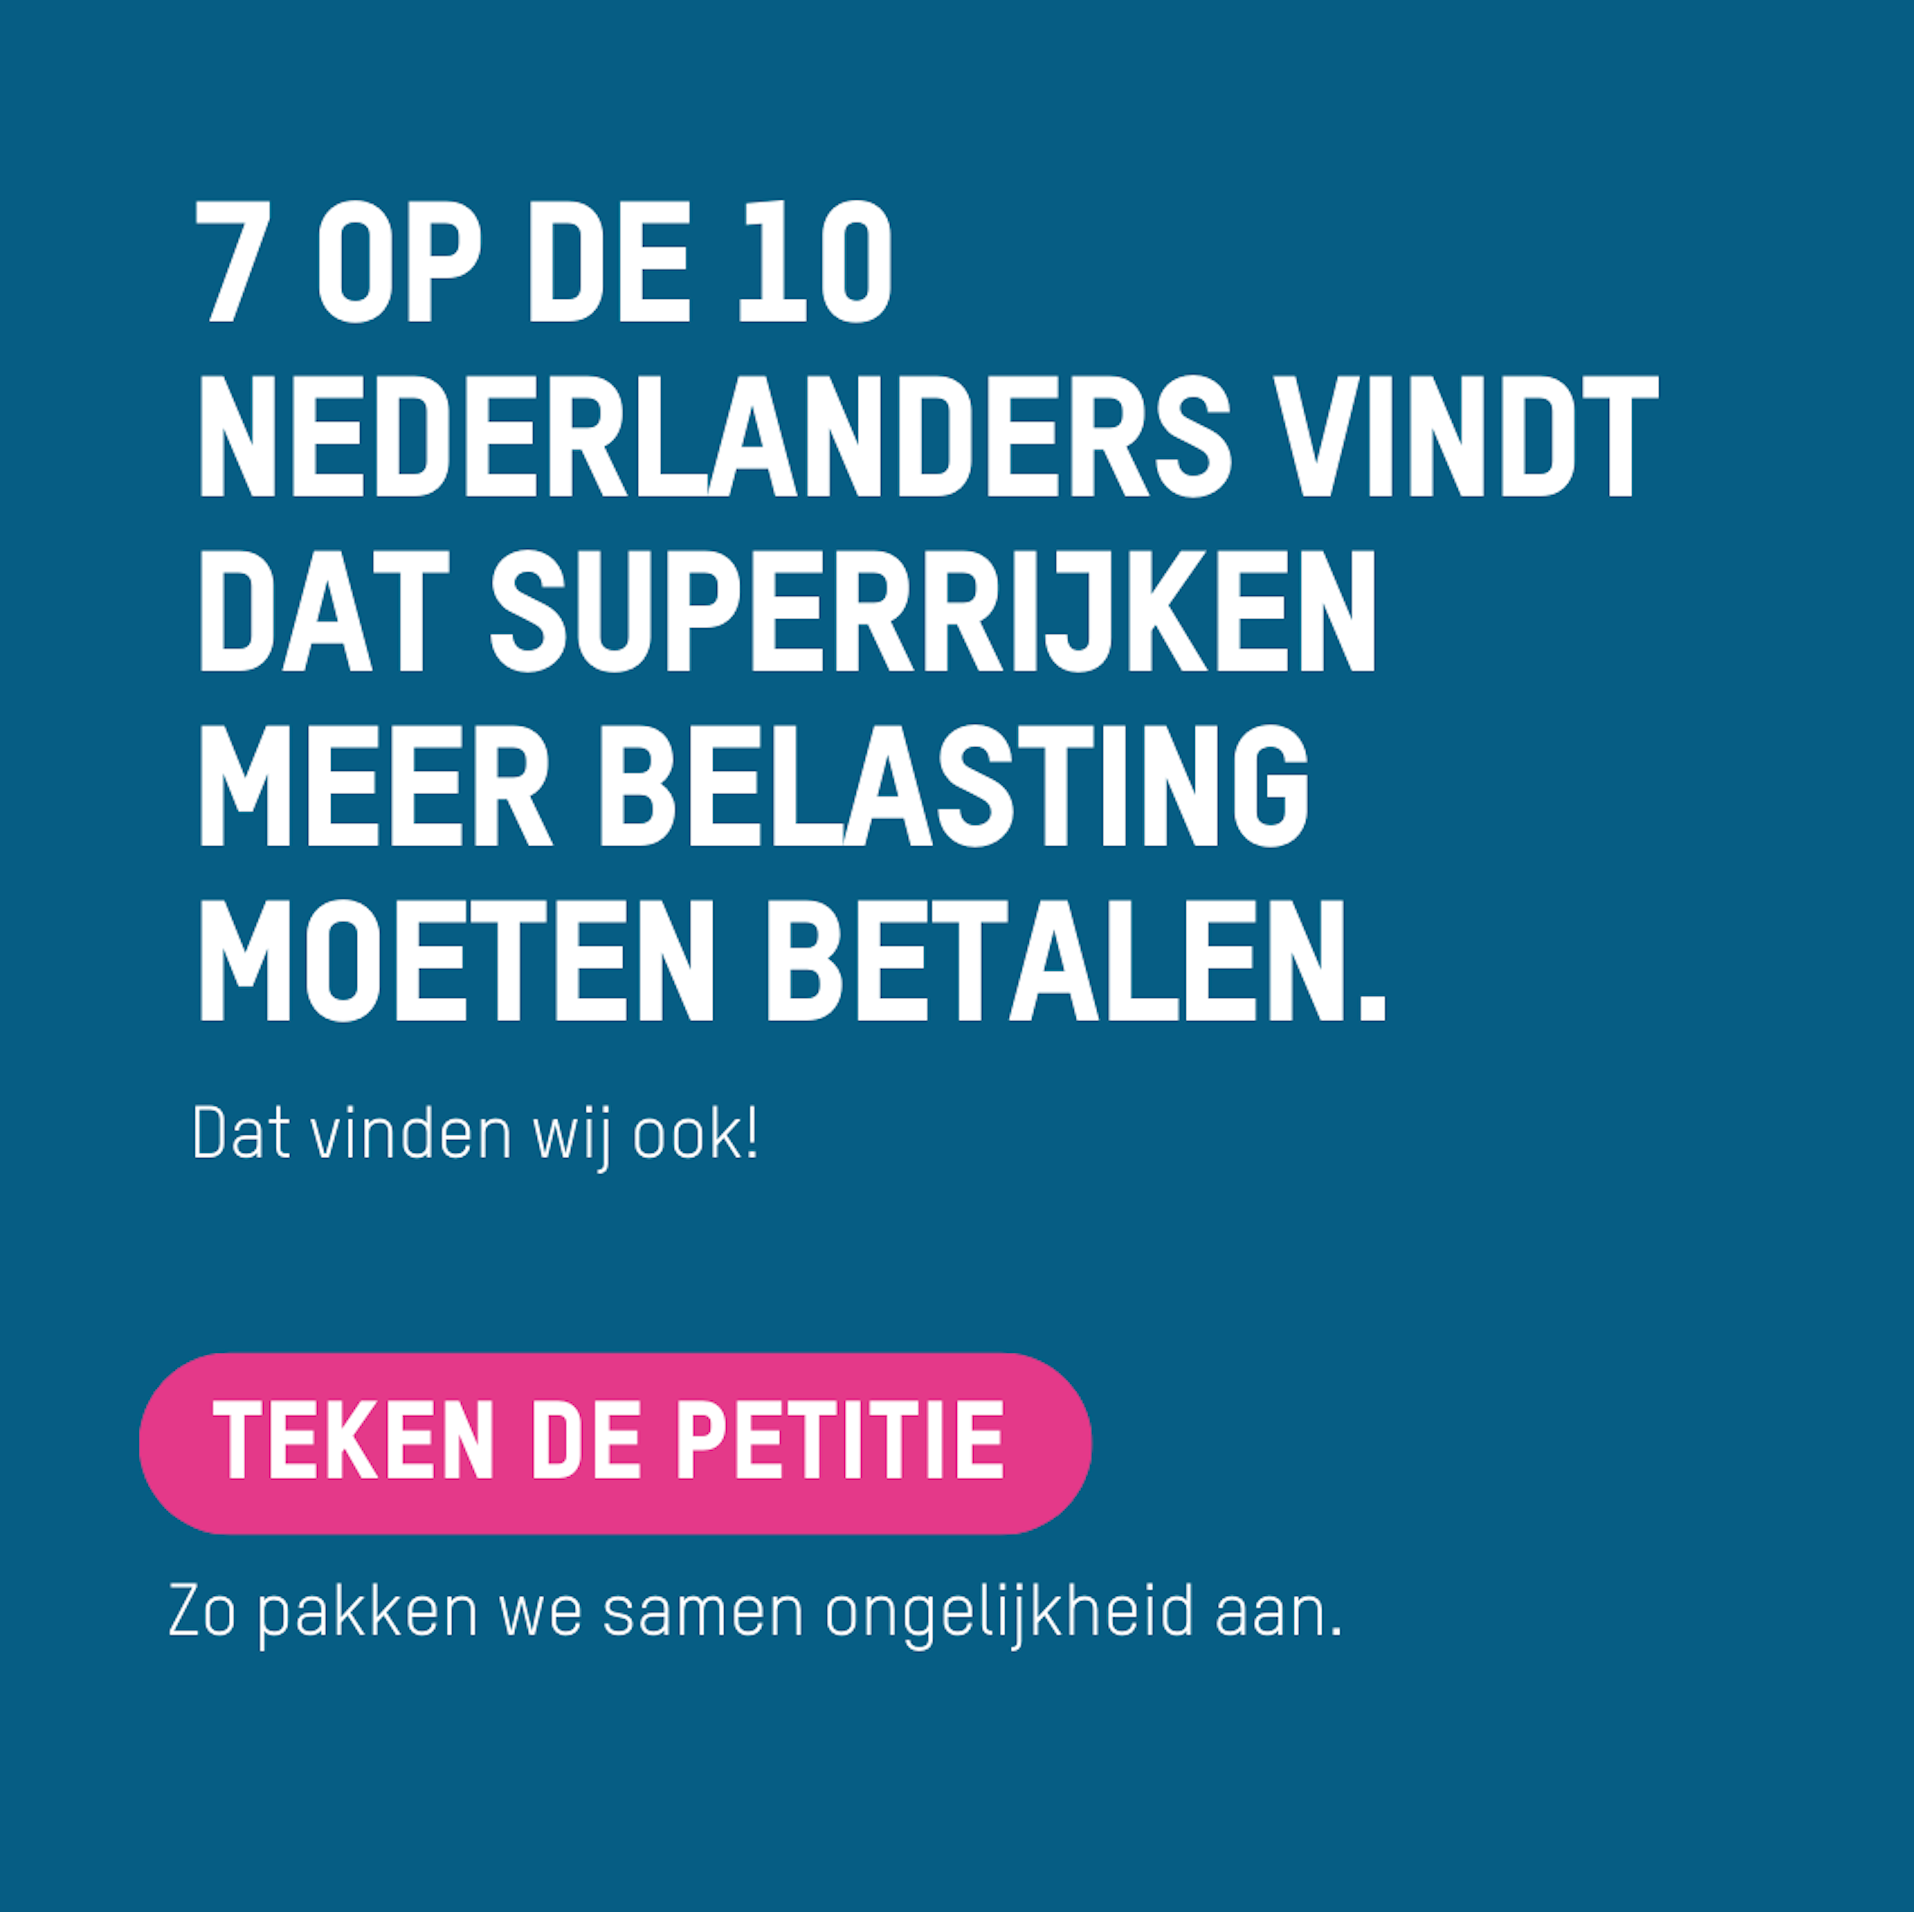 7 OP DE 10
NEDERLANDERS VINDT
DAT SUPERRIJKEN
MEER BELASTING
MOETEN BETALEN.
Dat vinden wij ook!
TEKEN DE PETITIE
Zo pakken we samen ongelijkheid aan.